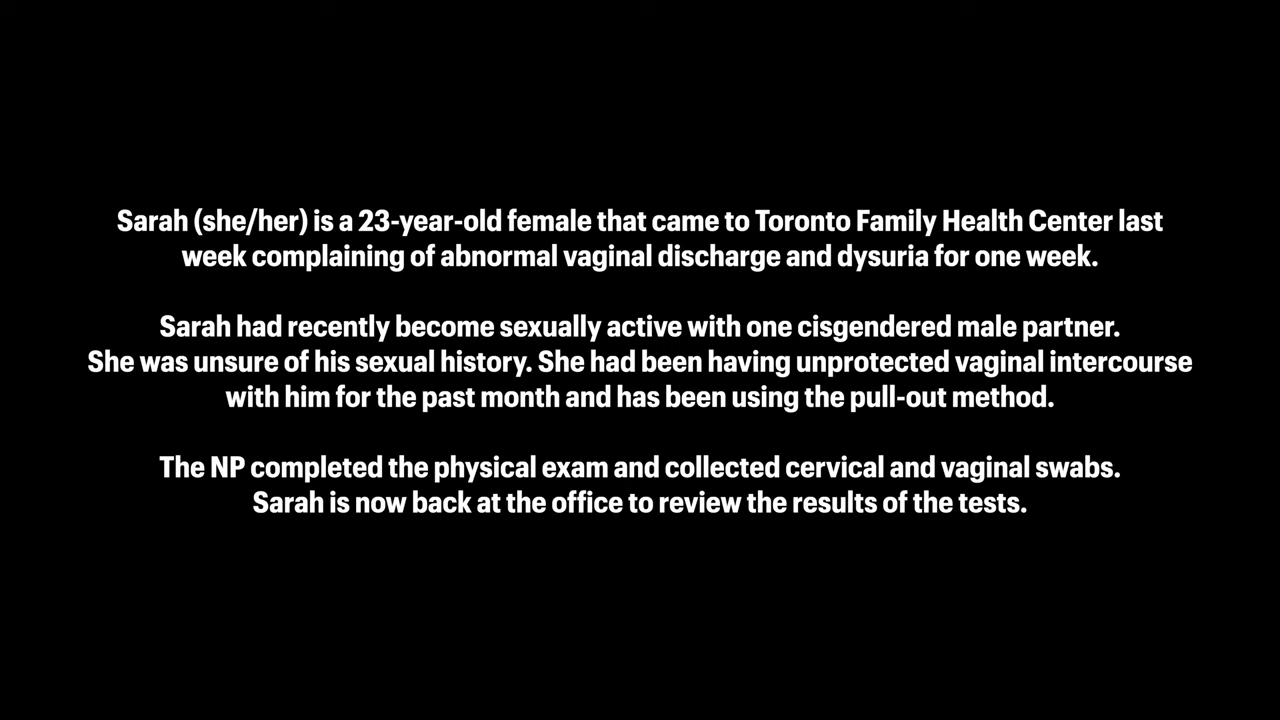 Sarah (she/her) is a 23-year-old female that came to Toronto Family Health Center last
week complaining of abnormal vaginal discharge and dysuria for one week.
Sarah had recently become sexually active with one cisgendered male partner.
She was unsure of his sexual history. She had been having unprotected vaginal intercourse
with him for the past month and has been using the pull-out method.
The NP completed the physical exam and collected cervical and vaginal swabs.
Sarah is now back at the office to review the results of the tests.